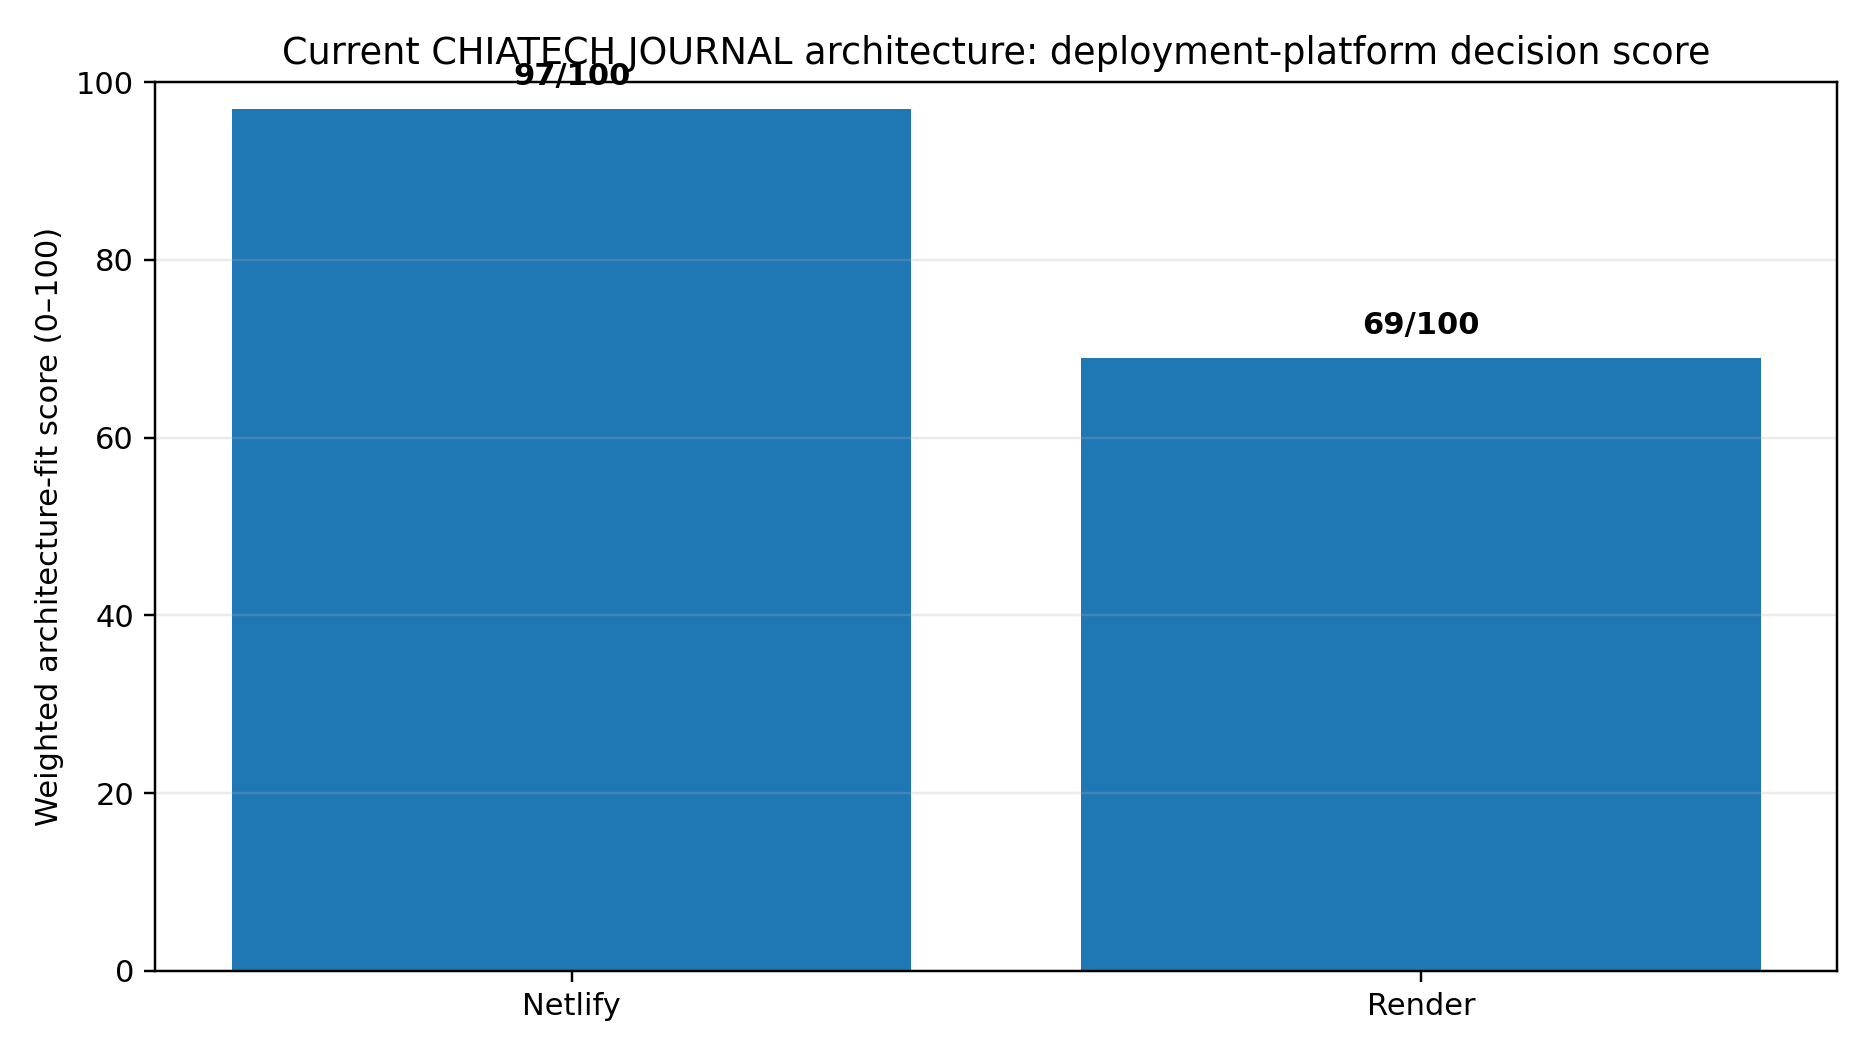 Current CHIATECH JOURNAL architecture: deployment-platform decision score
97/100
69/100
Weighted architecture-fit score (0–100)
100
80
60
40
20
0
Netlify
Render